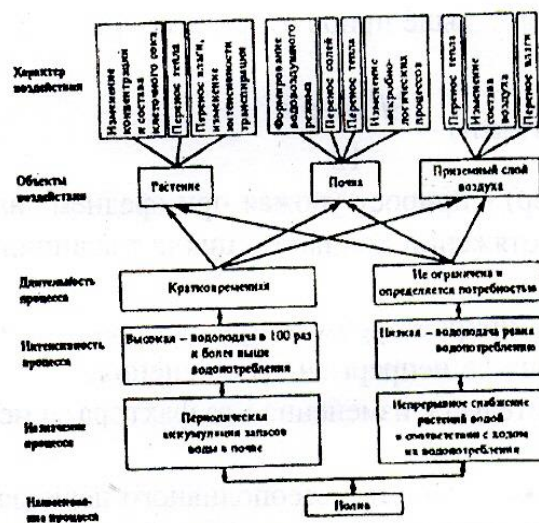 Характер
воздействия
Изменение
концентрации
и состава
клеточного сока
Перенос тепла
Перенос влаги,
изменение
интенсивности
транспирации
Формирование
водовоздушного
режима
Перенос солей
Перенос тепла
Изменение
микробио-
логических
процессов
Перенос тепла
Изменение
состава
воздуха
Перенос влаги
Объекты
воздействия
Растение
Почва
Приземный слой
воздуха
Длительность
процесса
Кратковременная
Не ограничена и
определяется потребностью
Интенсивность
процесса
Высокая – водоподача в 100 раз
и более выше
водопотребления
Низкая – водоподача равна
водопотреблению
Назначение
процесса
Периодическая
аккумуляция запасов
воды в почве
Непрерывное снабжение
растений водой
в соответствии с ходом
их водопотребления
Наимено-
вание процесса
Полив